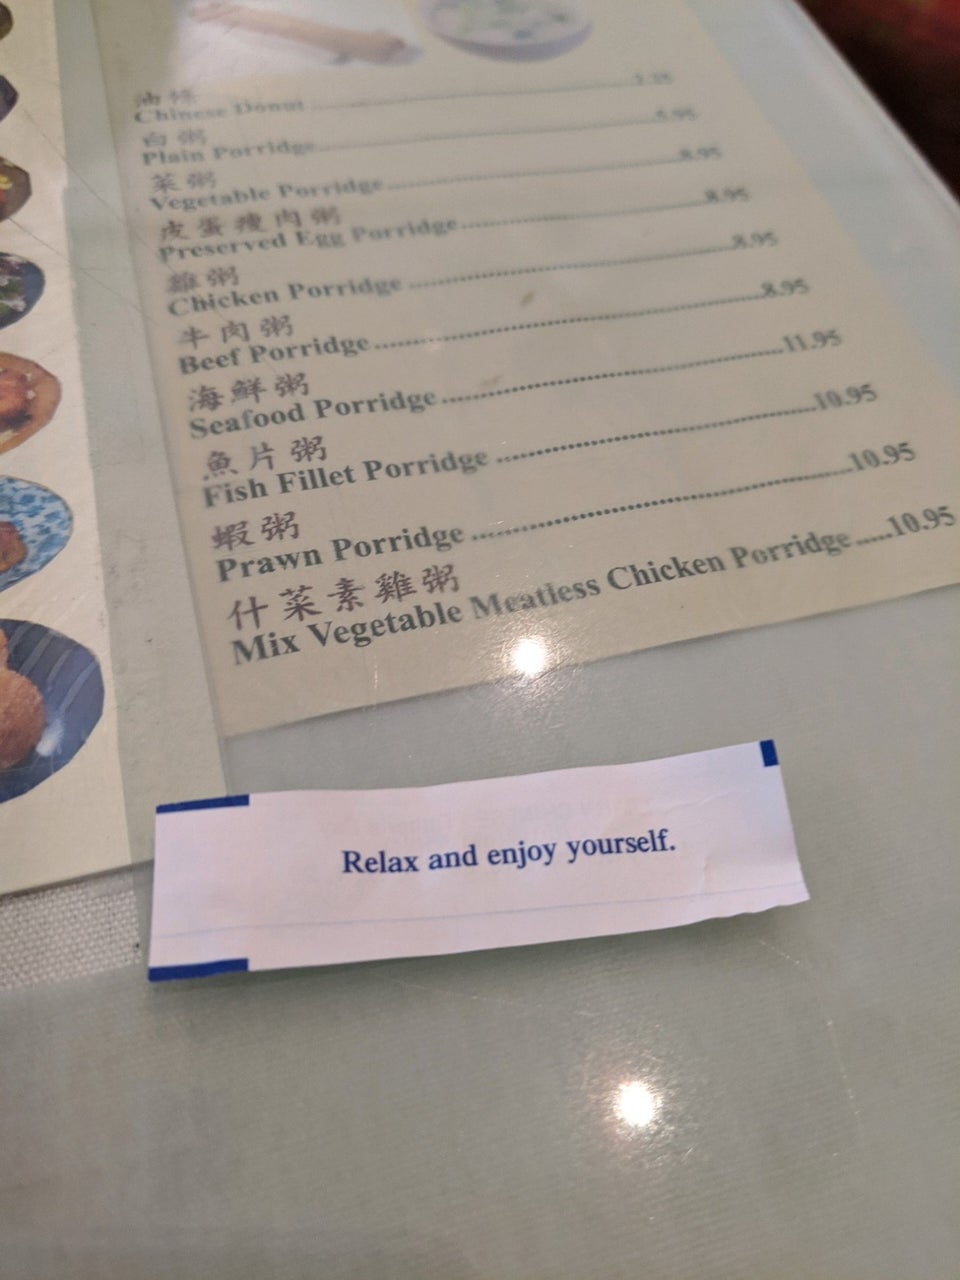 油條
Chinese Donut
白粥
Plain Porridge 5.95
菜粥
Vegetable Porridge 8.95
皮蛋瘦肉粥
Preserved Egg Porridge 8.95
雞粥
Chicken Porridge 8.95
牛肉粥
Beef Porridge 8.95
海鮮粥
Seafood Porridge 11.95
魚片粥
Fish Fillet Porridge 10.95
蝦粥
Prawn Porridge 10.95
什菜素雞粥
Mix Vegetable Meatless Chicken Porridge 10.95
Relax and enjoy yourself.